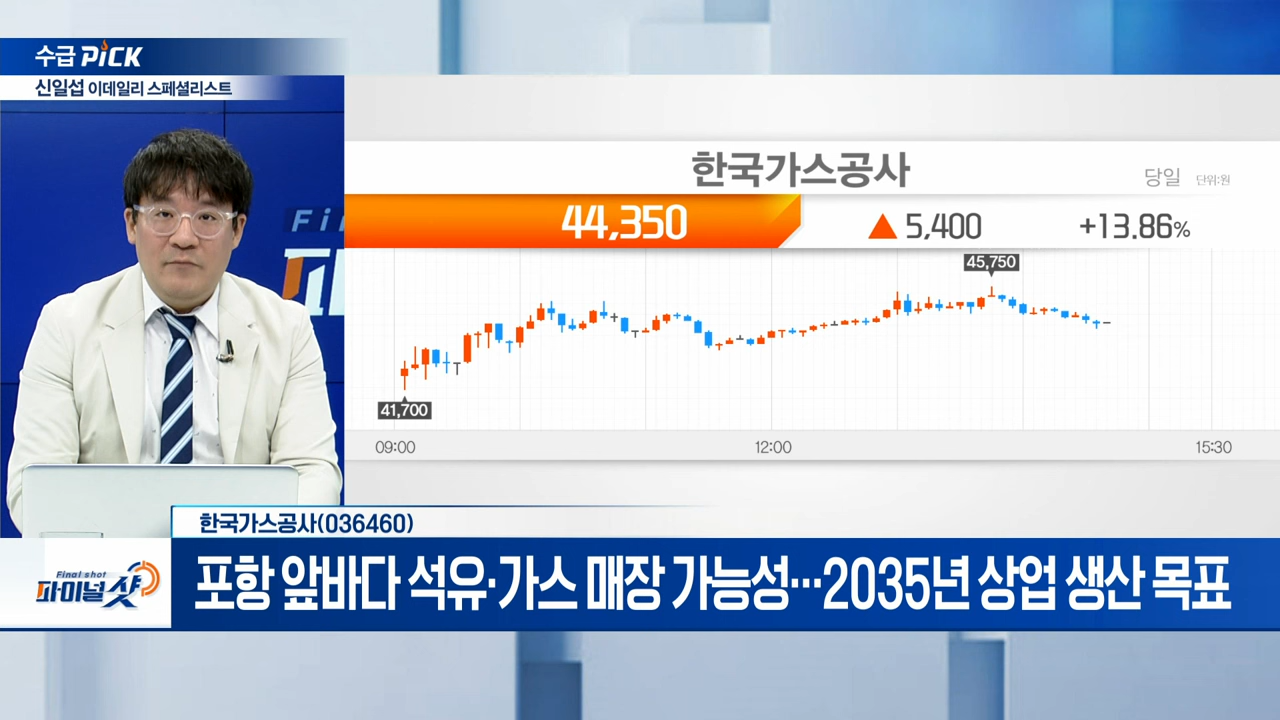 수급 PiCK
신일섭 이데일리 스페셜리스트
Fi
파
한국가스공사
당일 단위:원
44,350 ▲ 5,400 +13.86%
45,750
41,700
09:00 12:00 15:30
한국가스공사(036460)
Final shot
파이널샷
포항 앞바다 석유·가스 매장 가능성…2035년 상업 생산 목표